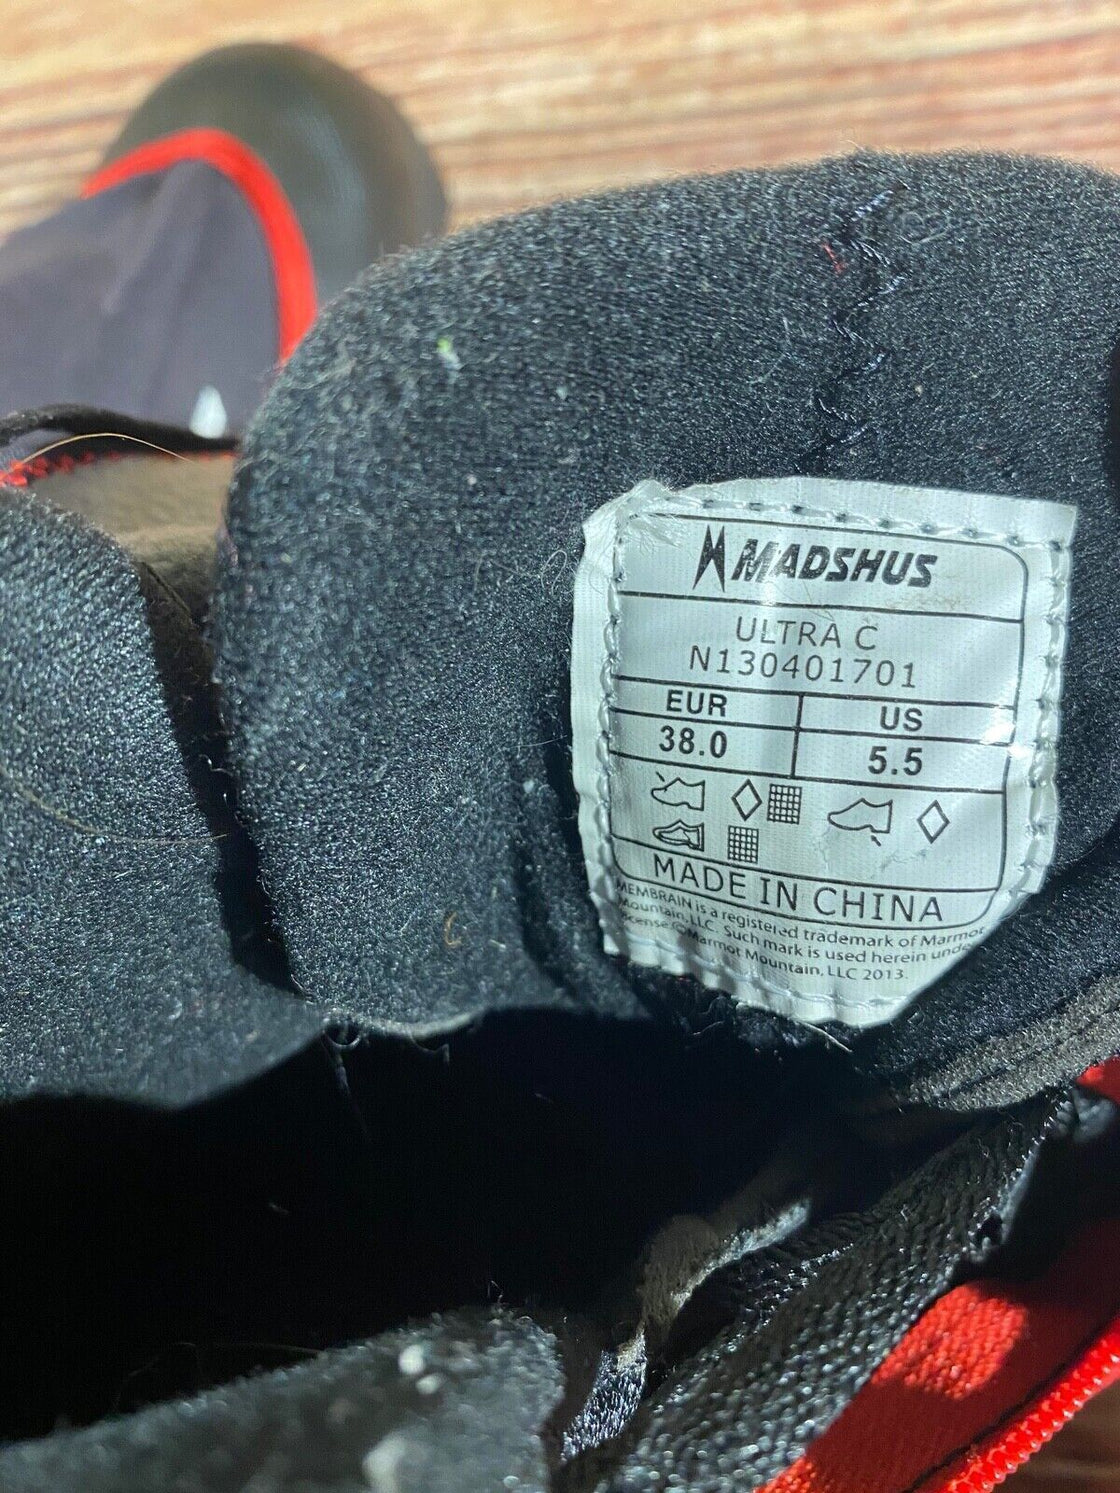 MADSHUS
ULTRA C
N130401701
EUR US
38.0 5.5
MADE IN CHINA
MEMBRAIN is a registered trademark of Marmot
Mountain, LLC. Such mark is used herein under
license © Marmot Mountain, LLC 2013.